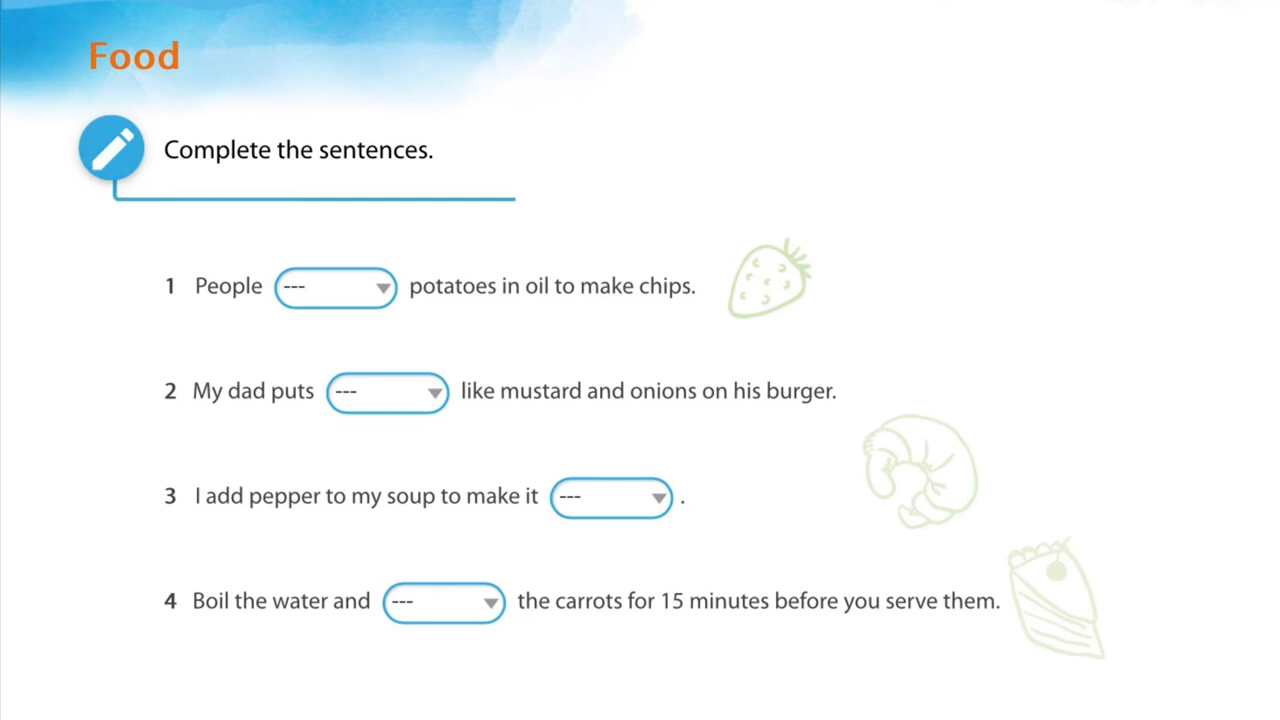 Food
Complete the sentences.
1 People --- potatoes in oil to make chips.
2 My dad puts --- like mustard and onions on his burger.
3 I add pepper to my soup to make it --- .
4 Boil the water and --- the carrots for 15 minutes before you serve them.